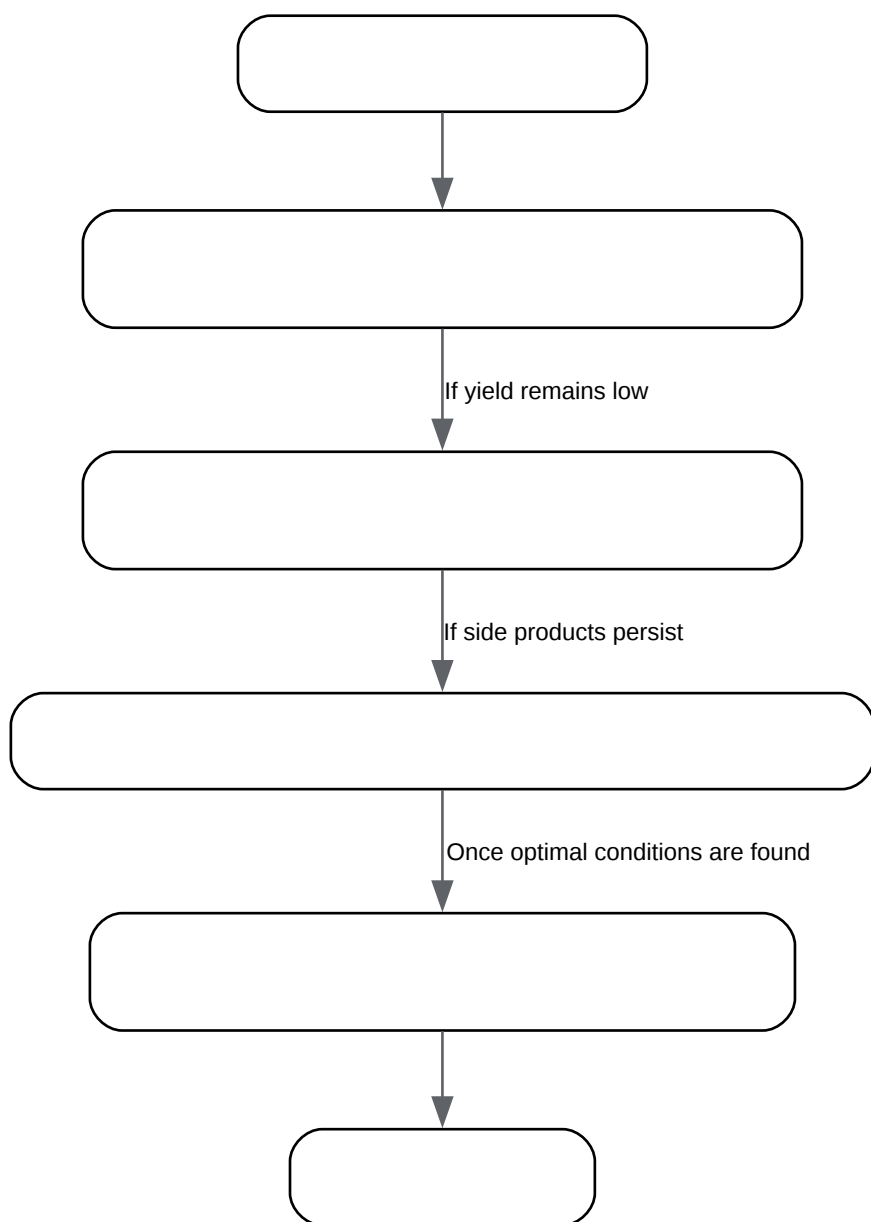 If yield remains low
If side products persist
Once optimal conditions are found